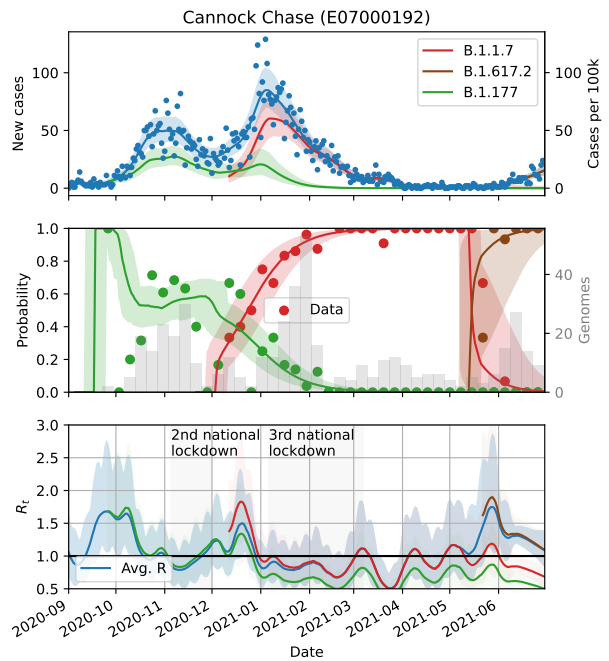 Cannock Chase (E07000192)
New cases
100
50
0
B.1.1.7
B.1.617.2
B.1.177
100
50
0
Cases per 100k
Probability
1.0
0.8
0.6
0.4
0.2
0.0
Data
40
20
0
Genomes
R_t
3.0
2.5
2.0
1.5
1.0
0.5
2nd national
lockdown
3rd national
lockdown
Avg. R
2020-09
2020-10
2020-11
2020-12
2021-01
2021-02
2021-03
2021-04
2021-05
2021-06
Date